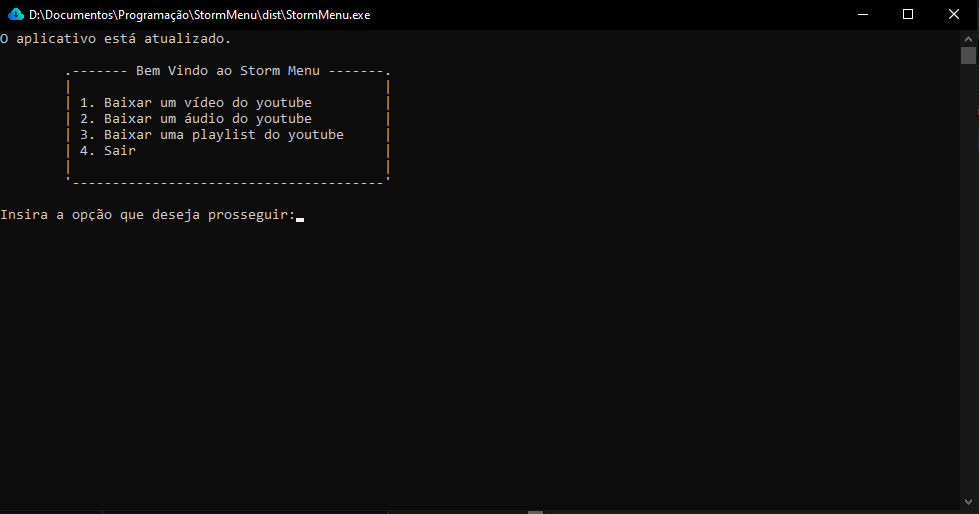 D:\Documentos\Programação\StormMenu\dist\StormMenu.exe
O aplicativo está atualizado.
.------- Bem Vindo ao Storm Menu -------.
|                                       |
| 1. Baixar um vídeo do youtube         |
| 2. Baixar um áudio do youtube         |
| 3. Baixar uma playlist do youtube     |
| 4. Sair                               |
|                                       |
'---------------------------------------'
Insira a opção que deseja prosseguir: